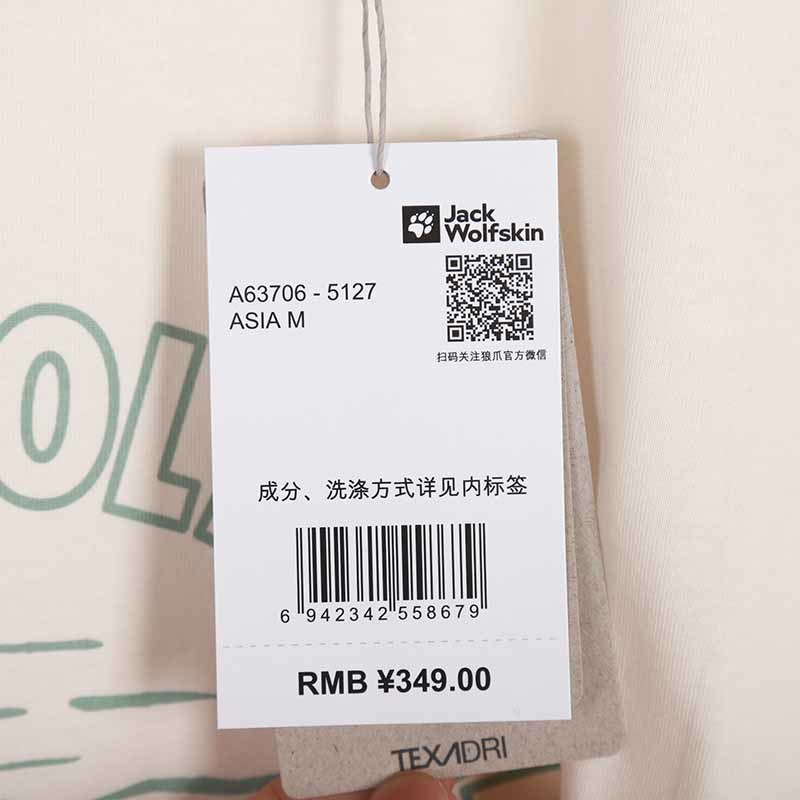 Jack
Wolfskin
A63706 - 5127
ASIA M
扫码关注狼爪官方微信
OL
成分、洗涤方式详见内标签
6 942342 558679
RMB ¥349.00
TEXADRI